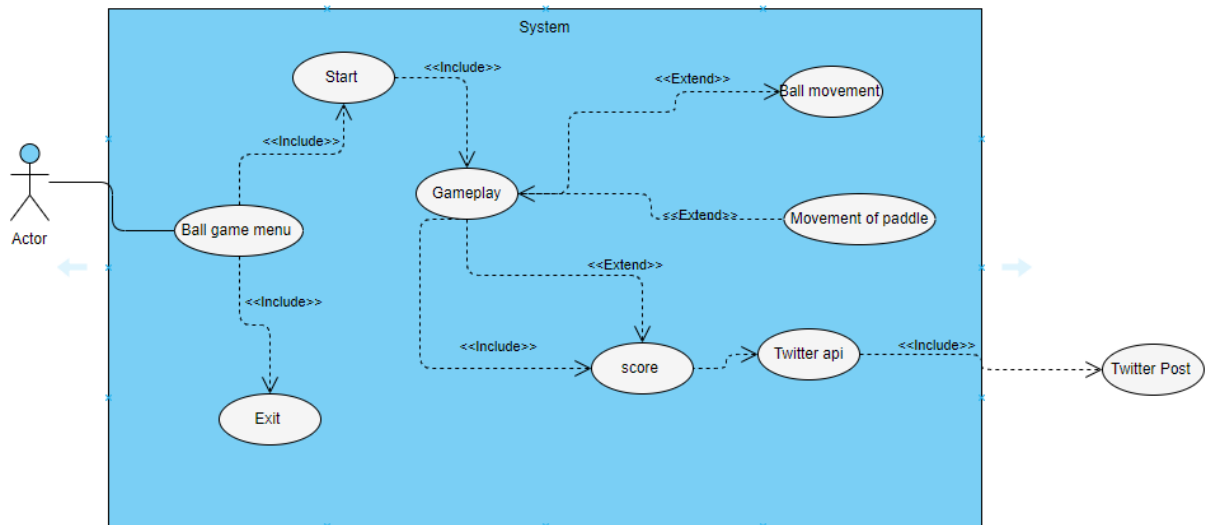 System
Start
<<Include>>
<<Extend>>
Ball movement
<<Include>>
Gameplay
<<Extend>>
Movement of paddle
Actor
Ball game menu
<<Extend>>
<<Include>>
<<Include>>
score
Twitter api
<<Include>>
Twitter Post
Exit